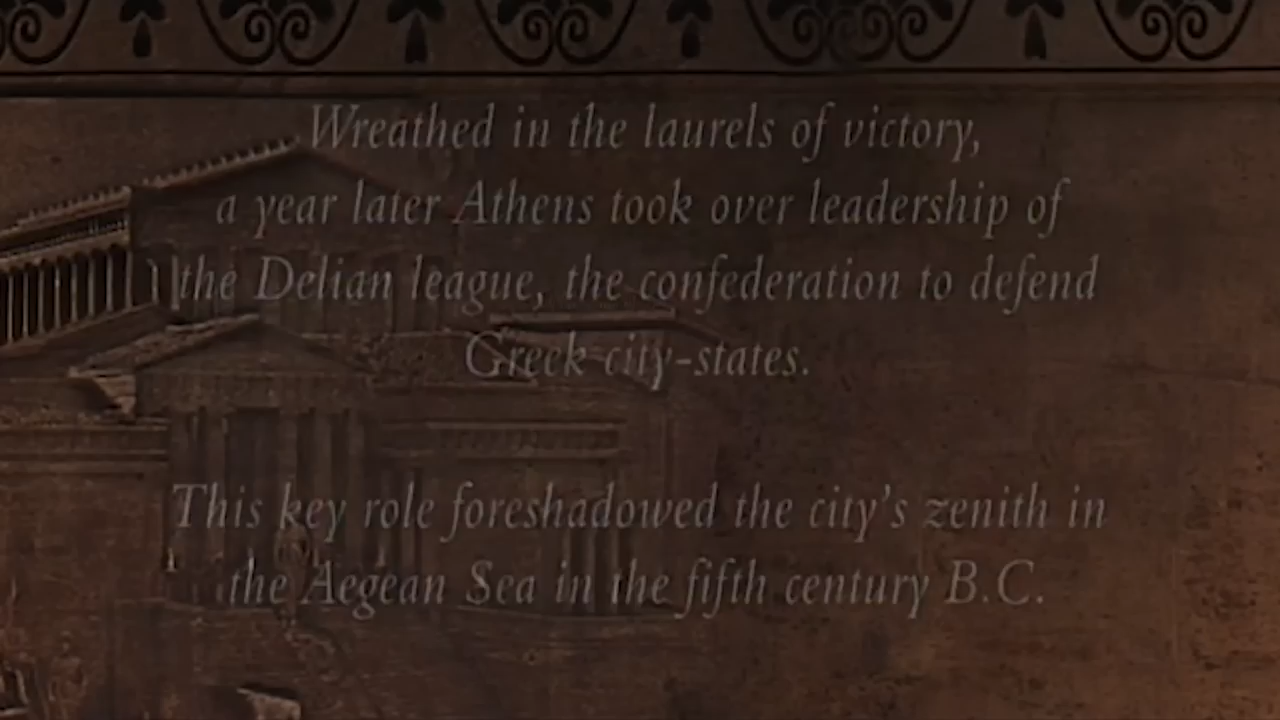 Wreathed in the laurels of victory,
a year later Athens took over leadership of
the Delian league, the confederation to defend
Greek city-states.
This key role foreshadowed the city's zenith in
the Aegean Sea in the fifth century B.C.